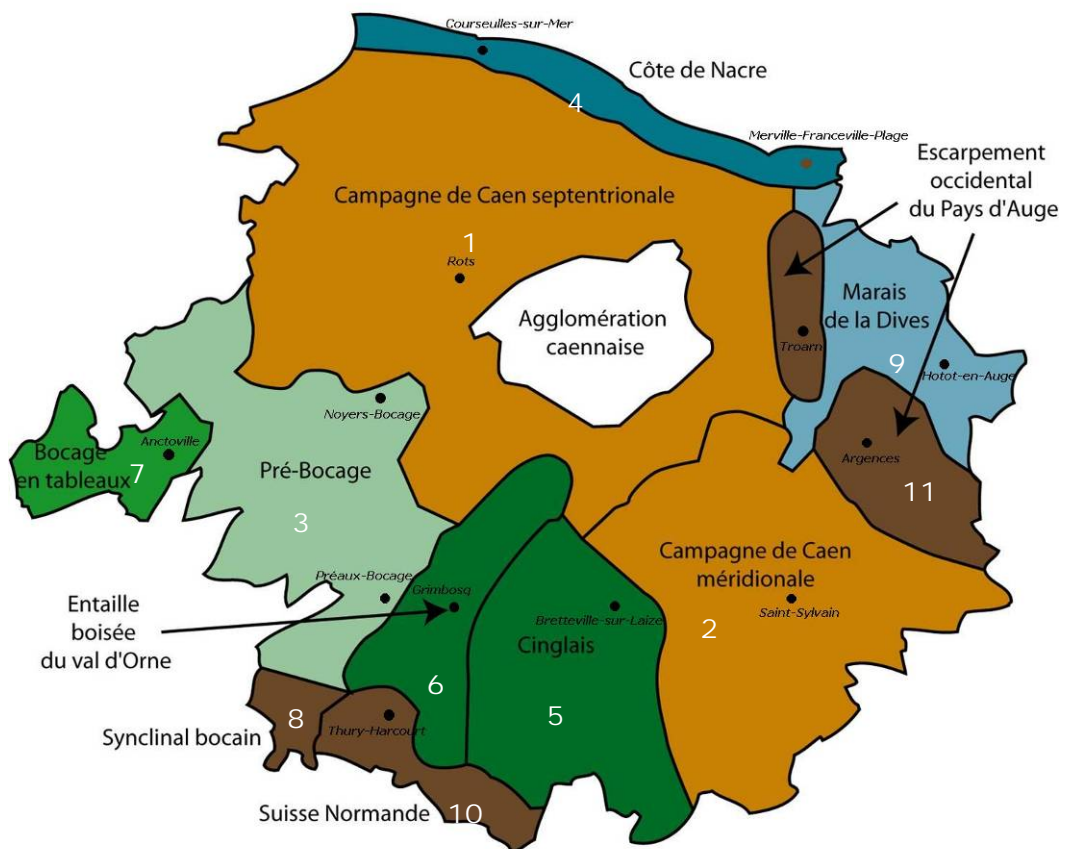 Courseulles-sur-Mer
Côte de Nacre
4
Merville-Franceville-Plage
Escarpement
occidental
du Pays d'Auge
Campagne de Caen septentrionale
1
Rots
Marais
de la Dives
Agglomération
caennaise
Troarn
9
Hotot-en-Auge
Noyers-Bocage
Anctoville
Bocage
en tableaux
7
Pré-Bocage
Argences
11
3
Campagne de Caen
méridionale
Préaux-Bocage
Grimbosq
Saint-Sylvain
Entaille
boisée
du val d'Orne
Bretteville-sur-Laize
Cinglais
2
6
5
8
Synclinal bocain
Thury-Harcourt
Suisse Normande
10